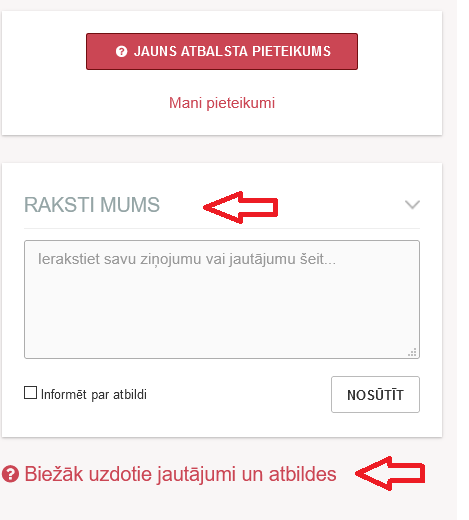 JAUNS ATBALSTA PIETEIKUMS
Mani pieteikumi
RAKSTI MUMS
Ierakstiet savu ziņojumu vai jautājumu šeit...
Informēt par atbildi
NOSŪTĪT
Biežāk uzdotie jautājumi un atbildes